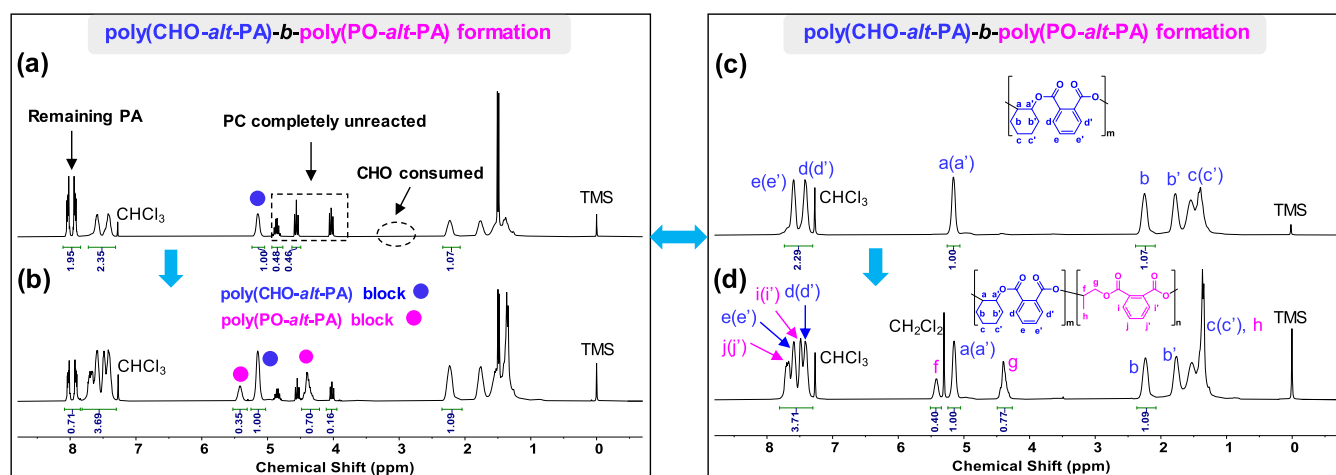 poly(CHO-alt-PA)-b-poly(PO-alt-PA) formation
(a)
Remaining PA
PC completely unreacted
CHO consumed
CHCl₃
TMS
1.95
2.35
1.00
0.48
0.46
1.07
(b)
poly(CHO-alt-PA) block
poly(PO-alt-PA) block
CHCl₃
TMS
0.71
3.69
0.35
1.00
0.70
0.16
1.09
8 7 6 5 4 3 2 1 0
Chemical Shift (ppm)
poly(CHO-alt-PA)-b-poly(PO-alt-PA) formation
(c)
a a' O O O O
b b' d d'
c c' e e' m
e(e') d(d')
CHCl₃
a(a')
b b' c(c')
TMS
2.29
1.00
1.07
(d)
a a' O O O O f g O O O O
b b' d d' h i i'
c c' e e' m j j' n
i(i') d(d')
e(e')
j(j')
CHCl₃
CH₂Cl₂
f
a(a')
g
b b' c(c'), h
TMS
3.71
0.40
1.00
0.77
1.09
8 7 6 5 4 3 2 1 0
Chemical Shift (ppm)